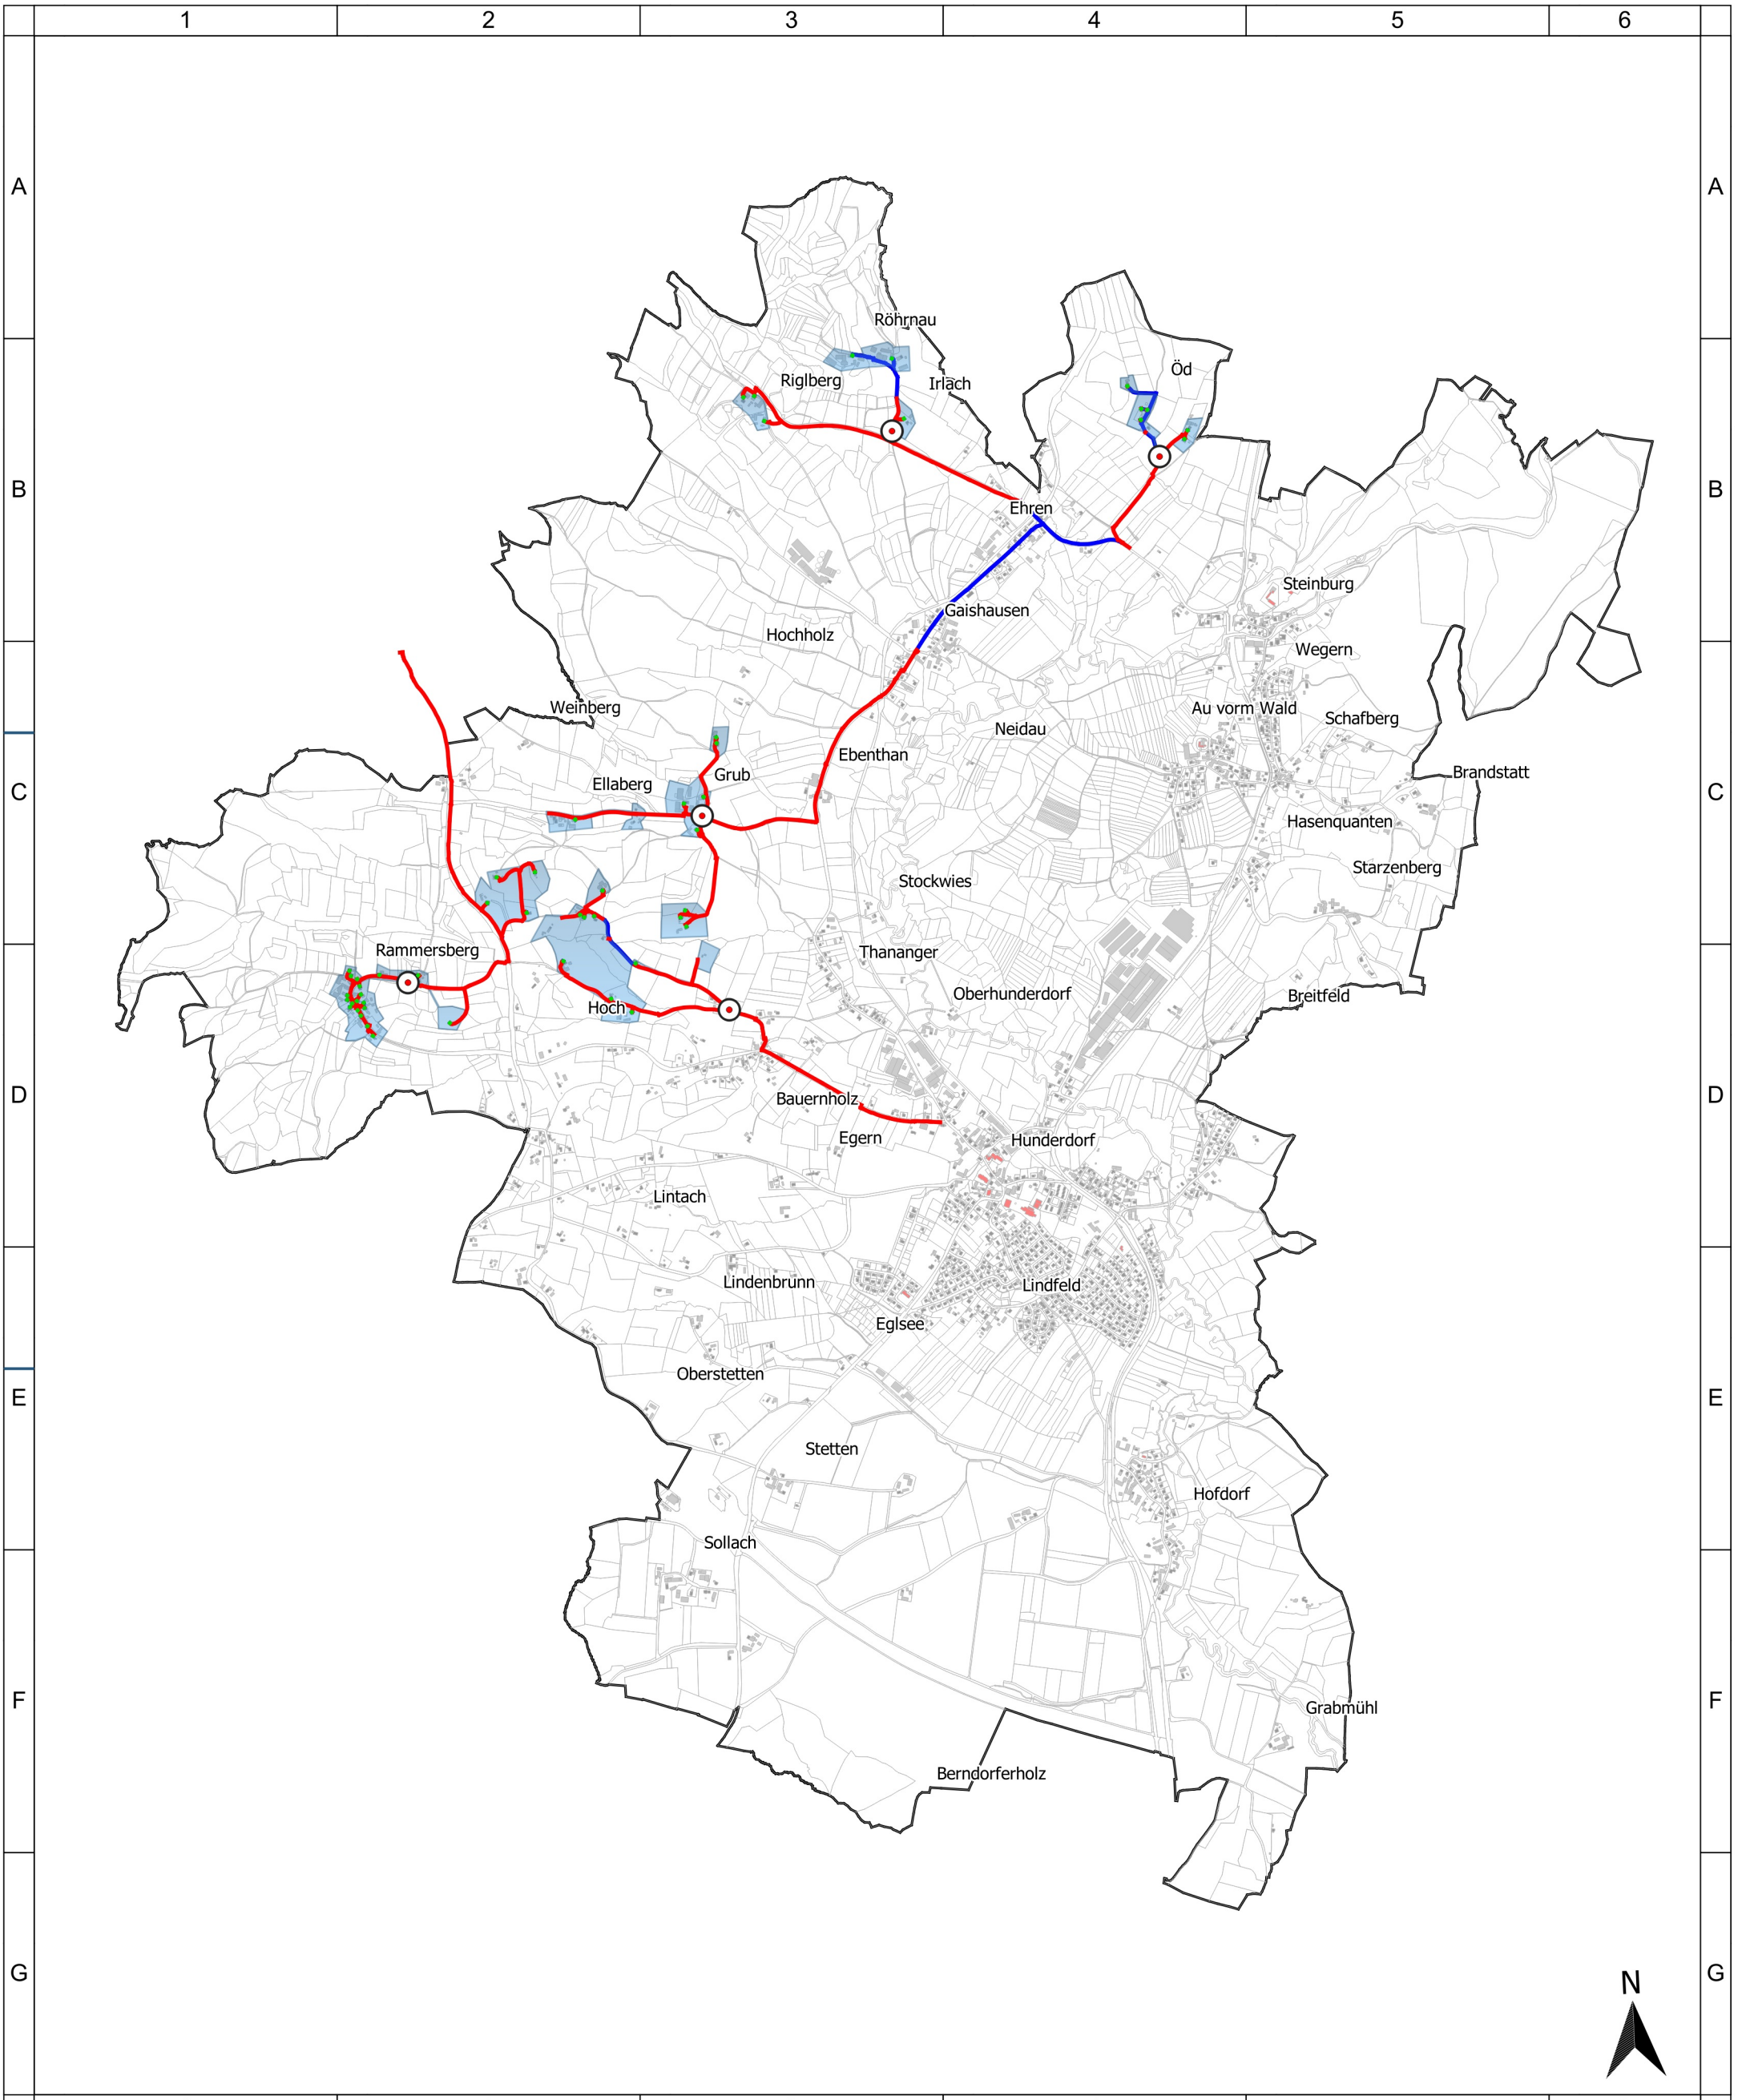 1 2 3 4 5 6
A A
Röhrnau
Öd
Riglberg
Irlach
B B
Ehren
Steinburg
Gaishausen
Hochholz
Wegern
Weinberg
Au vorm Wald
Schafberg
Neidau
Ebenthan
Brandstatt
Grub
Ellaberg
C C
Hasenquanten
Starzenberg
Stockwies
Rammersberg
Thananger
Oberhunderdorf
Breitfeld
Hoch
D D
Bauernholz
Egern
Hunderdorf
Lintach
Lindenbrunn
Lindfeld
Eglsee
Oberstetten
E E
Stetten
Hofdorf
Sollach
F F
Grabmühl
Berndorferholz
G G
N